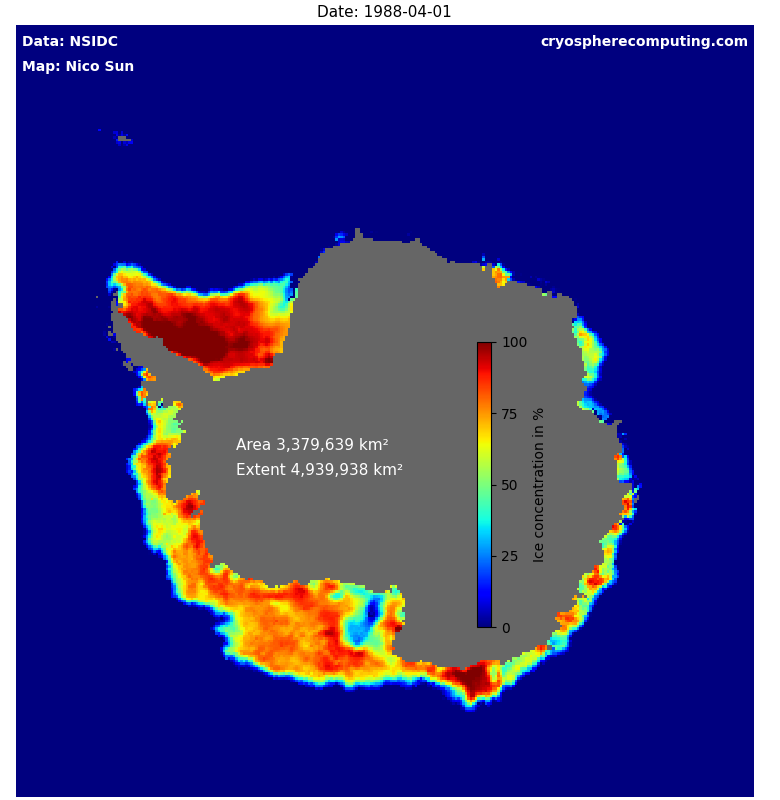 Date: 1988-04-01
Data: NSIDC
cryospherecomputing.com
Map: Nico Sun
Area 3,379,639 km²
Extent 4,939,938 km²
100
75
50
25
0
Ice concentration in %